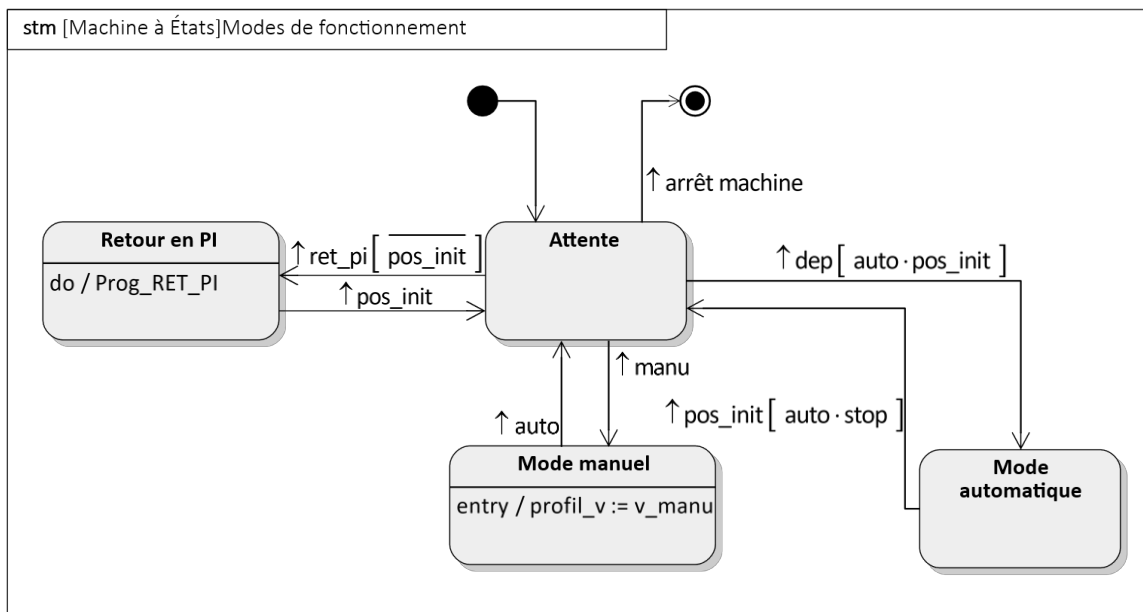 stm [Machine à États]Modes de fonctionnement
↑ arrêt machine
Retour en PI
do / Prog_RET_PI
↑ ret_pi [ p̅o̅s̅_̅i̅n̅i̅t̅ ]
↑ pos_init
Attente
↑ dep [ auto · pos_init ]
↑ manu
↑ auto
↑ pos_init [ auto · stop ]
Mode manuel
entry / profil_v := v_manu
Mode
automatique